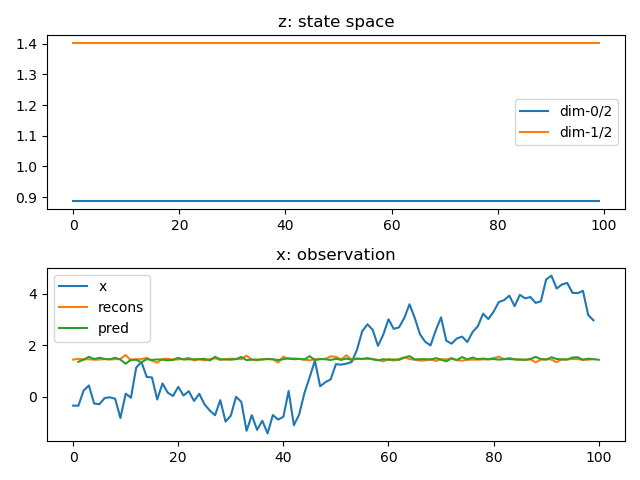 z: state space
1.4
1.3
1.2
1.1
1.0
0.9
dim-0/2
dim-1/2
0 20 40 60 80 100
x: observation
x
recons
pred
4
2
0
0 20 40 60 80 100